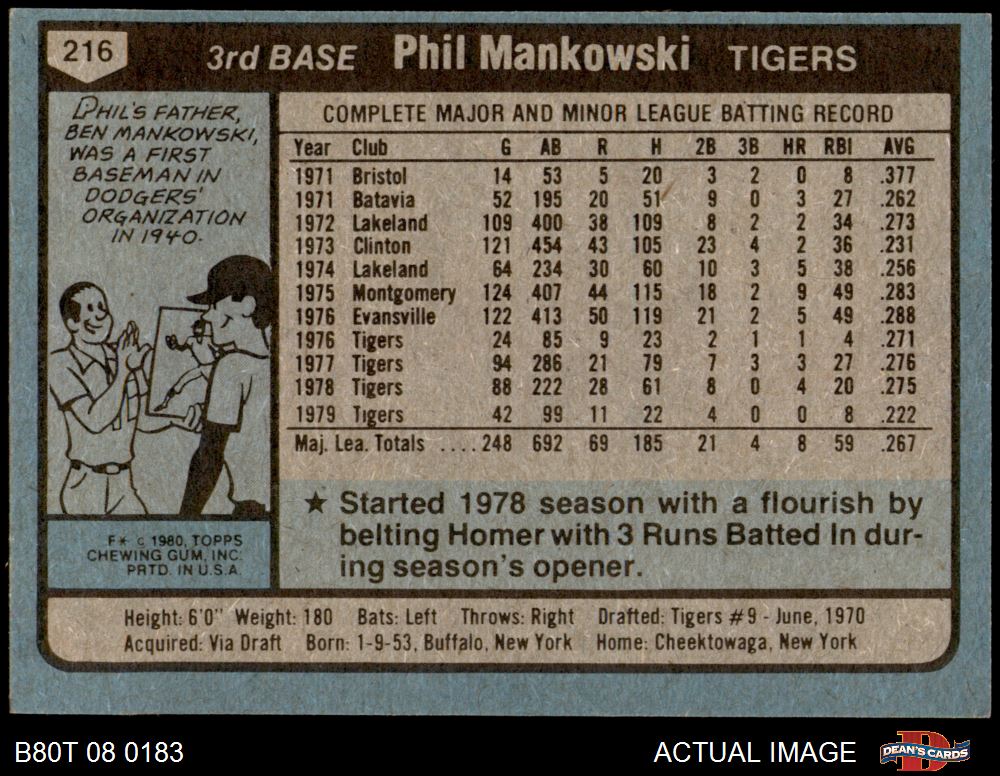 216 3rd BASE Phil Mankowski TIGERS
PHIL'S FATHER,
BEN MANKOWSKI,
WAS A FIRST
BASEMAN IN
DODGERS'
ORGANIZATION
IN 1940.
F✶ © 1980, TOPPS
CHEWING GUM, INC.
PRTD. IN U.S.A.
COMPLETE MAJOR AND MINOR LEAGUE BATTING RECORD
Year Club G AB R H 2B 3B HR RBI AVG
1971 Bristol 14 53 5 20 3 2 0 8 .377
1971 Batavia 52 195 20 51 9 0 3 27 .262
1972 Lakeland 109 400 38 109 8 2 2 34 .273
1973 Clinton 121 454 43 105 23 4 2 36 .231
1974 Lakeland 64 234 30 60 10 3 5 38 .256
1975 Montgomery 124 407 44 115 18 2 9 49 .283
1976 Evansville 122 413 50 119 21 2 5 49 .288
1976 Tigers 24 85 9 23 2 1 1 4 .271
1977 Tigers 94 286 21 79 7 3 3 27 .276
1978 Tigers 88 222 28 61 8 0 4 20 .275
1979 Tigers 42 99 11 22 4 0 0 8 .222
Maj. Lea. Totals .... 248 692 69 185 21 4 8 59 .267
★ Started 1978 season with a flourish by
belting Homer with 3 Runs Batted In dur-
ing season's opener.
Height: 6'0" Weight: 180 Bats: Left Throws: Right Drafted: Tigers #9 - June, 1970
Acquired: Via Draft Born: 1-9-53, Buffalo, New York Home: Cheektowaga, New York
B80T 08 0183 ACTUAL IMAGE DEAN'S CARDS